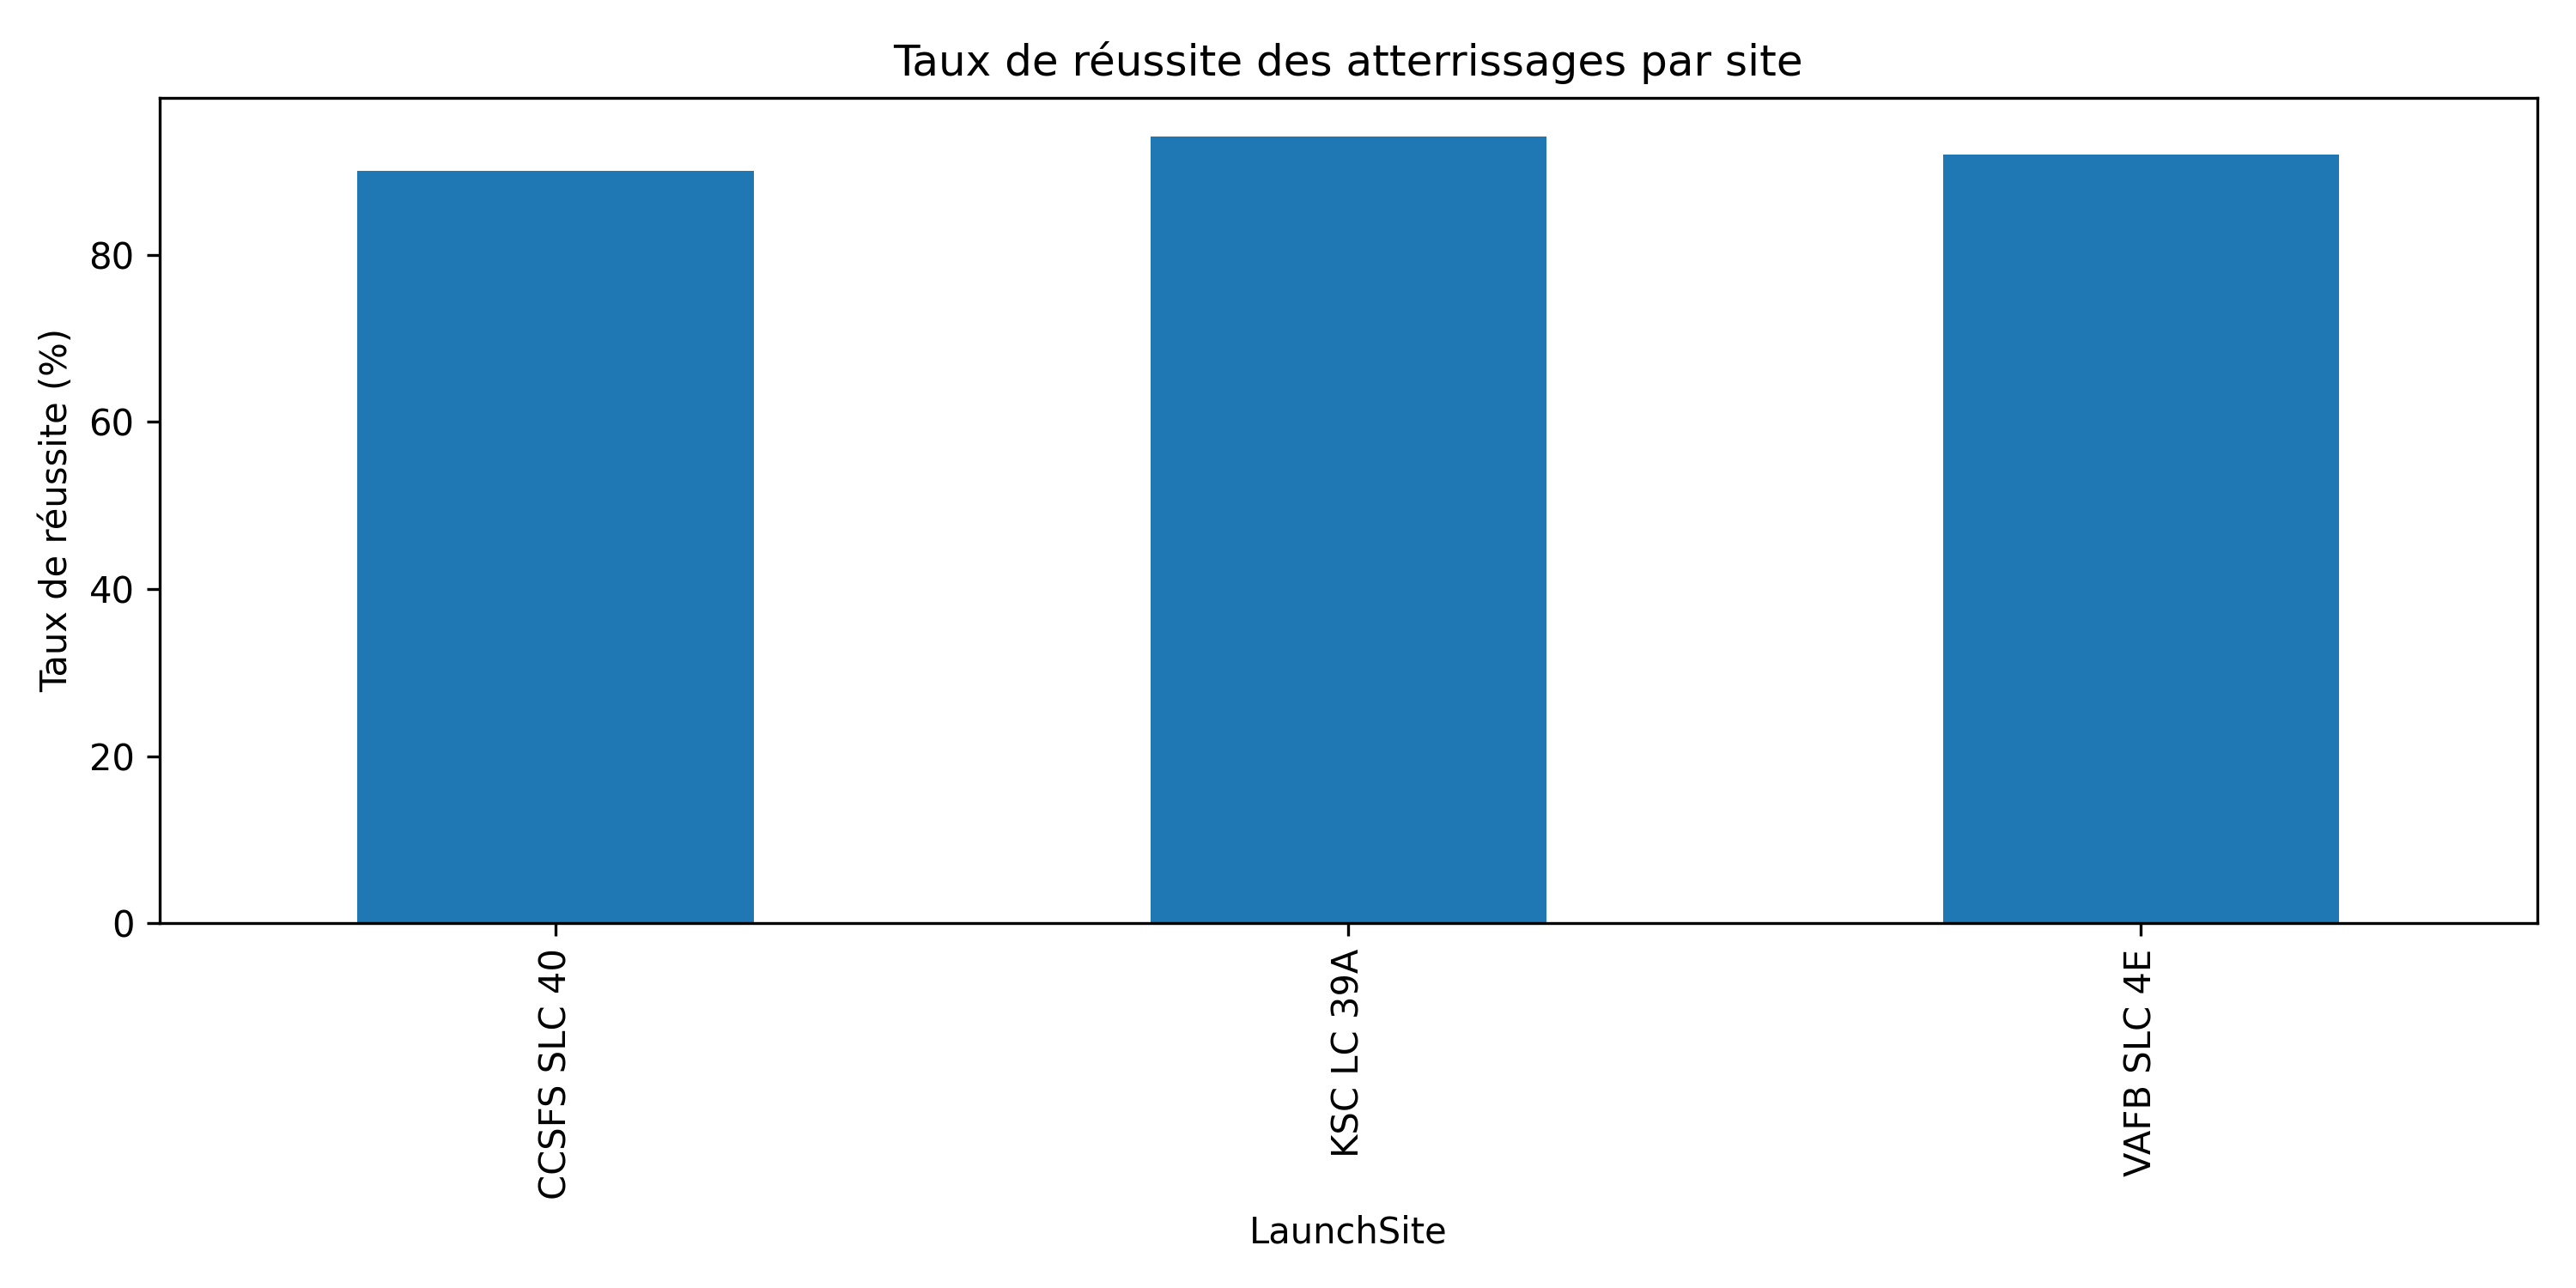 Taux de réussite des atterrissages par site
Taux de réussite (%)
80
60
40
20
0
CCSFS SLC 40
KSC LC 39A
VAFB SLC 4E
LaunchSite